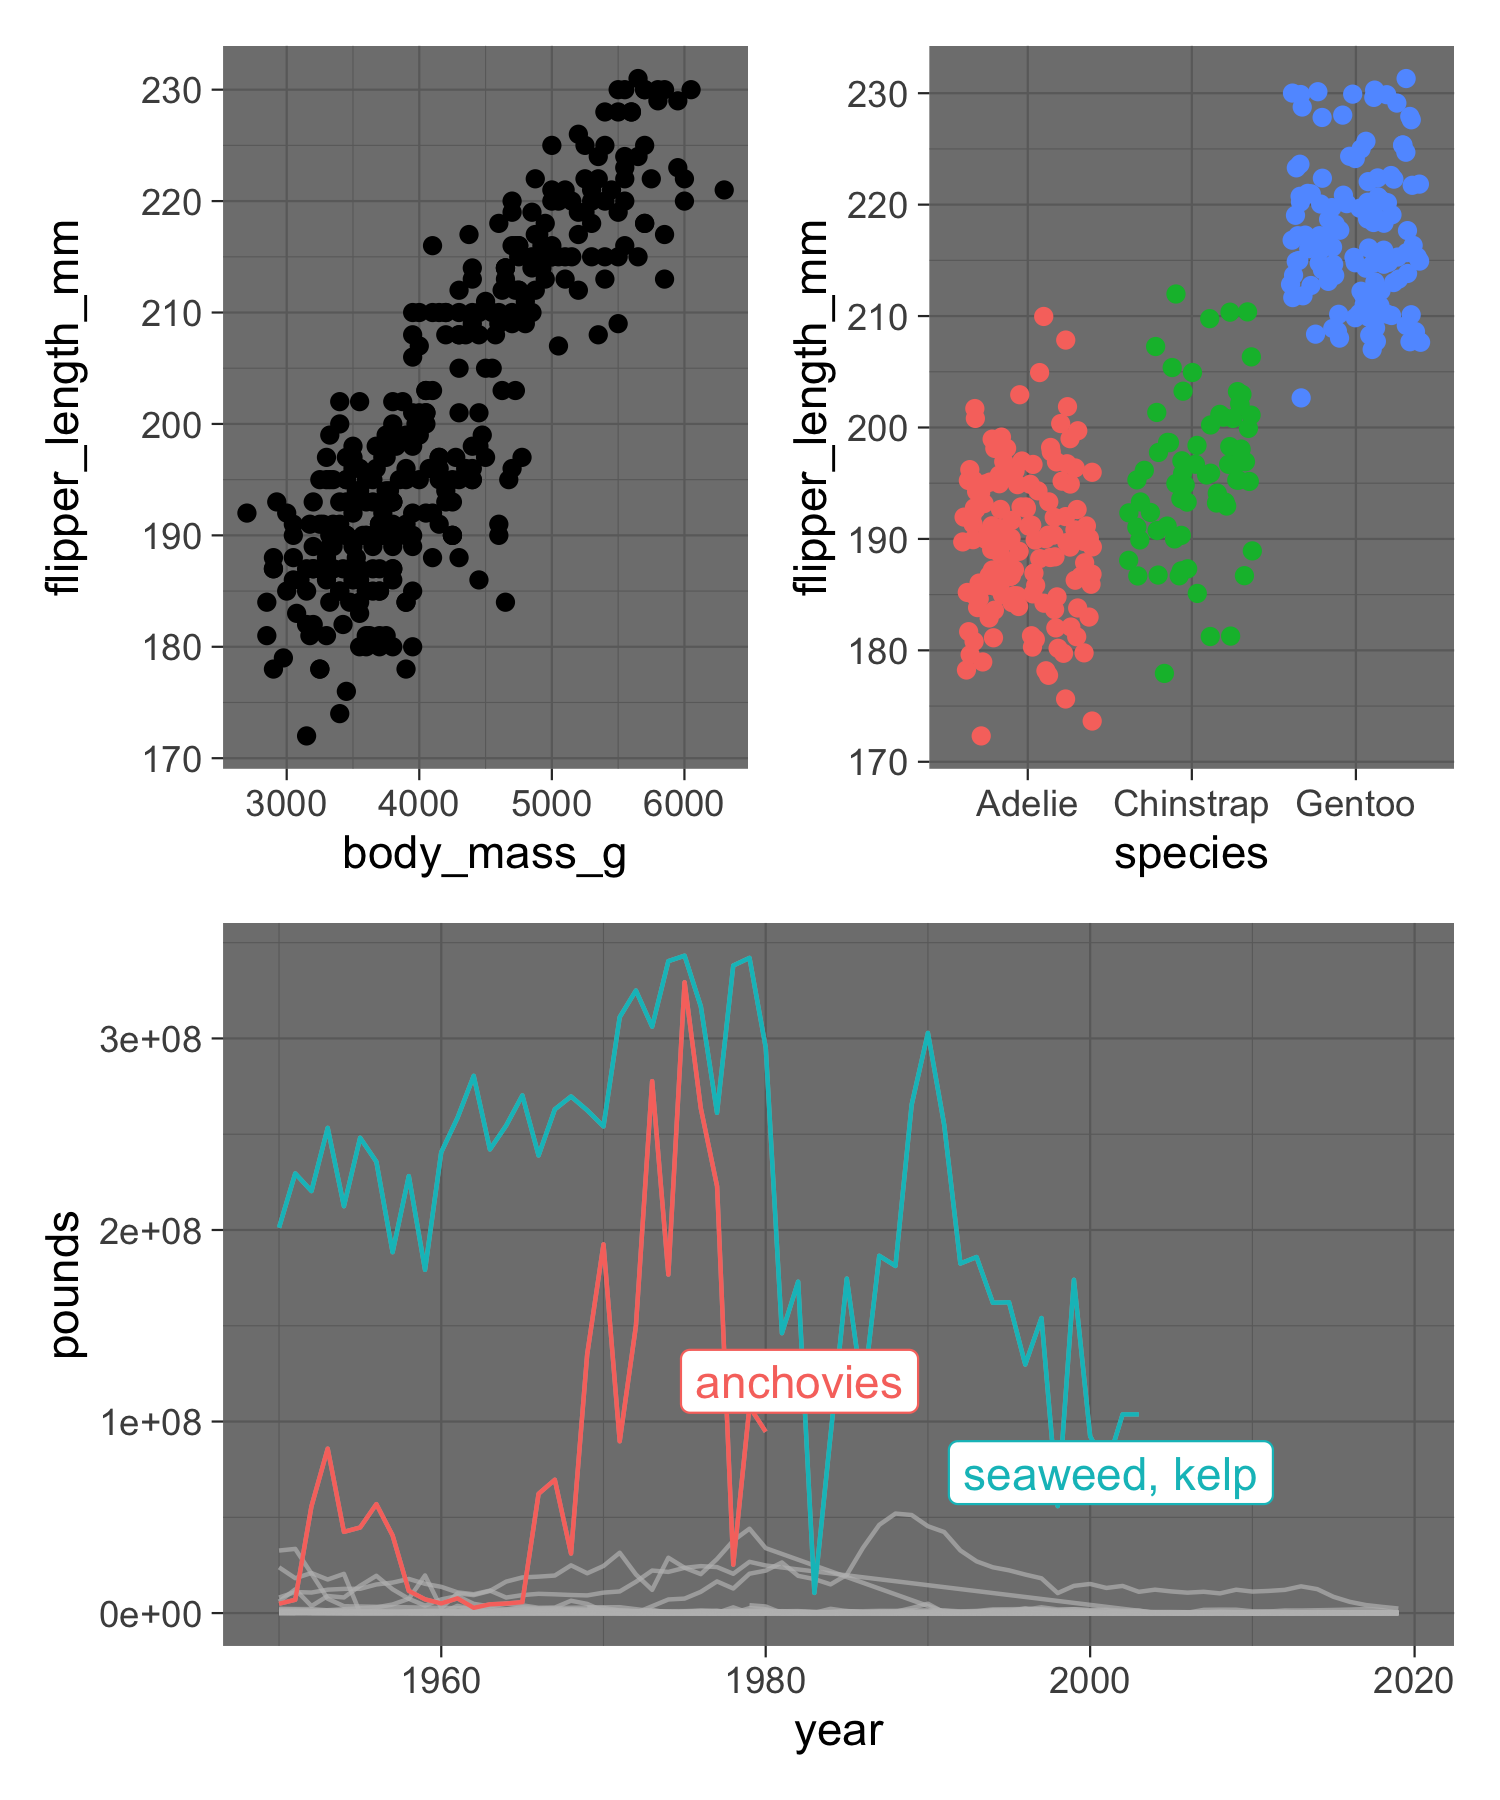 230
220
210
200
190
180
170
flipper_length_mm
3000 4000 5000 6000
body_mass_g
230
220
210
200
190
180
170
flipper_length_mm
Adelie Chinstrap Gentoo
species
3e+08
2e+08
1e+08
0e+00
pounds
anchovies
seaweed, kelp
1960 1980 2000 2020
year